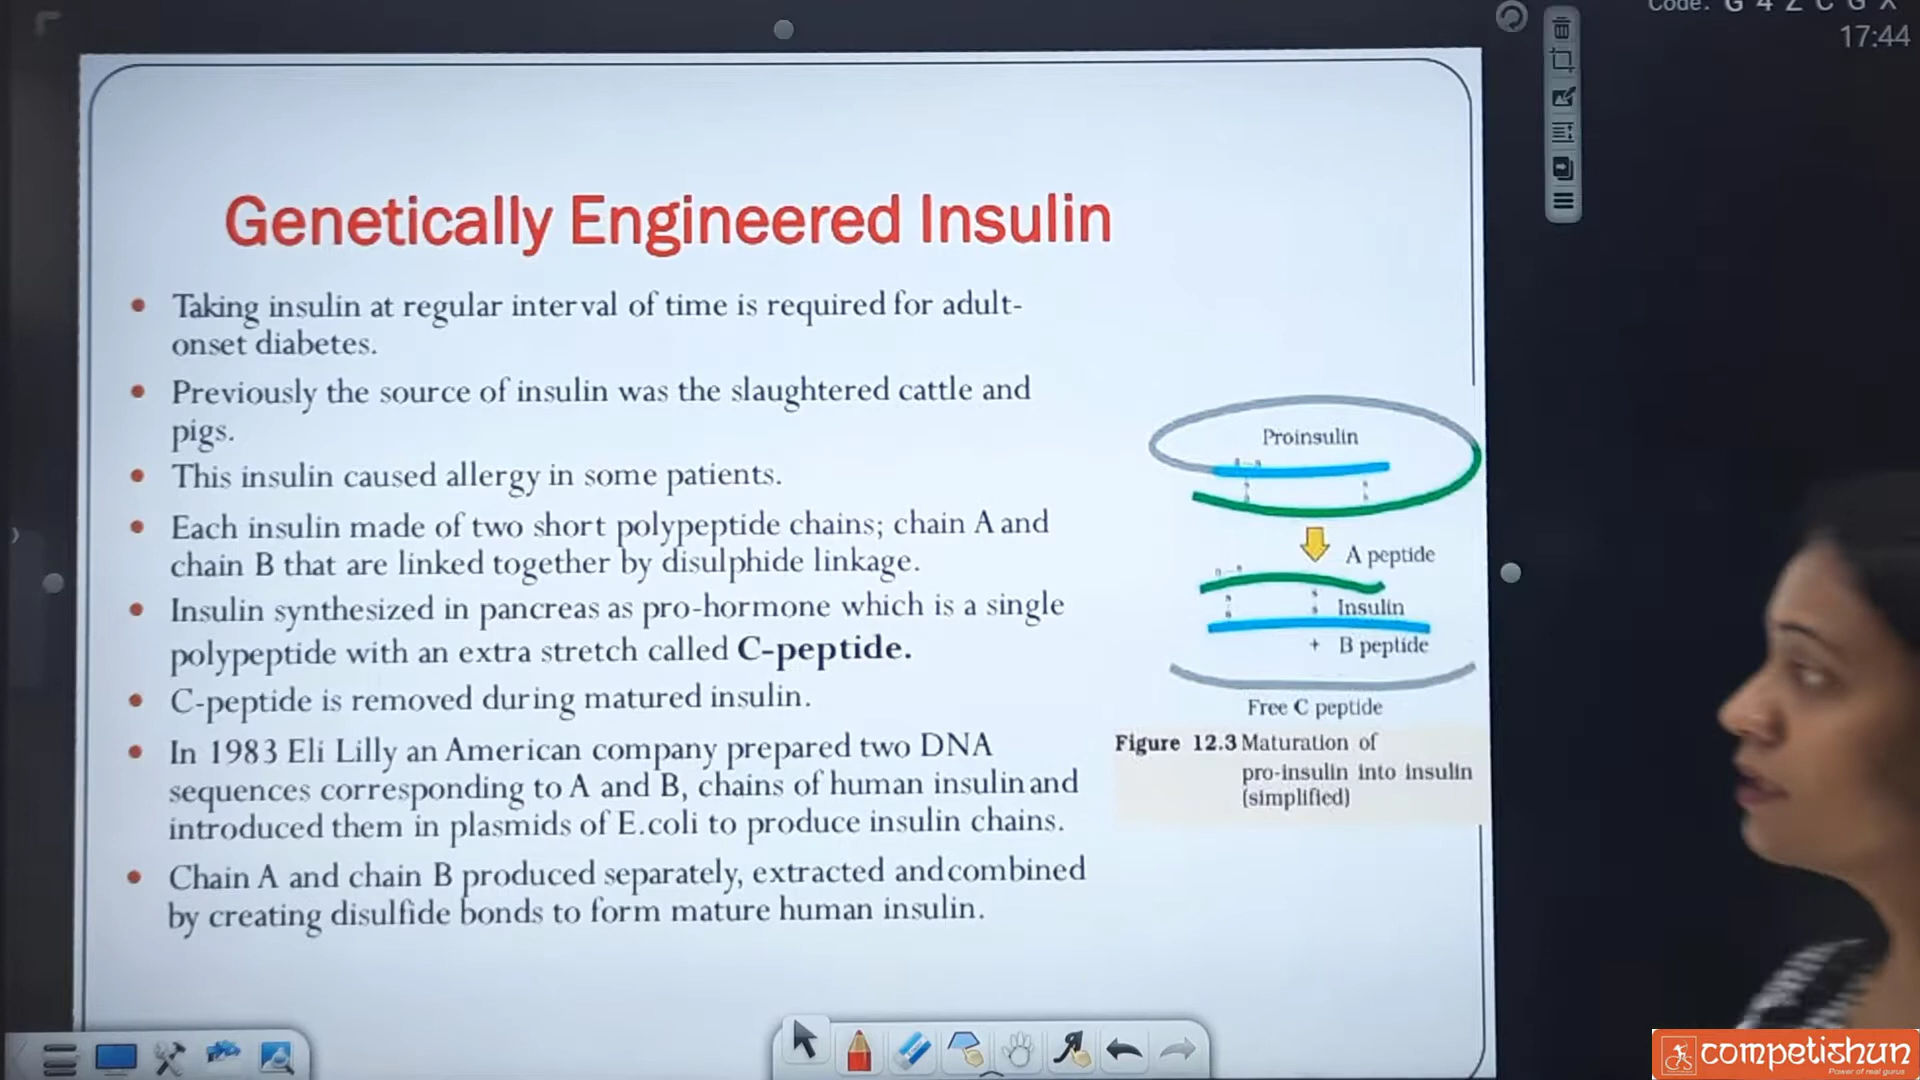 17:44
Genetically Engineered Insulin
• Taking insulin at regular interval of time is required for adult-
onset diabetes.
• Previously the source of insulin was the slaughtered cattle and
pigs.
• This insulin caused allergy in some patients.
• Each insulin made of two short polypeptide chains; chain A and
chain B that are linked together by disulphide linkage.
• Insulin synthesized in pancreas as pro-hormone which is a single
polypeptide with an extra stretch called C-peptide.
• C-peptide is removed during matured insulin.
• In 1983 Eli Lilly an American company prepared two DNA
sequences corresponding to A and B, chains of human insulin and
introduced them in plasmids of E.coli to produce insulin chains.
• Chain A and chain B produced separately, extracted and combined
by creating disulfide bonds to form mature human insulin.
Proinsulin
A peptide
Insulin
+ B peptide
Free C peptide
Figure 12.3 Maturation of
pro-insulin into insulin
(simplified)
competishun
Power of real gurus